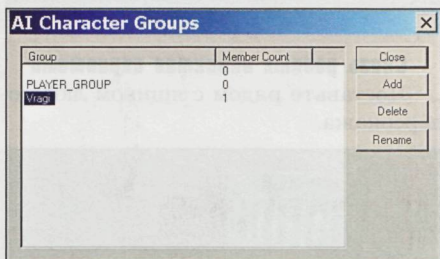 AI Character Groups
Group Member Count
0
PLAYER_GROUP 0
Vragi 1
Close
Add
Delete
Rename